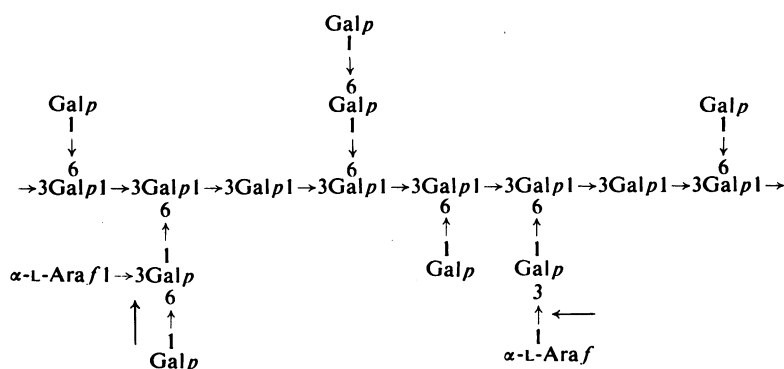 Galp
1
↓
6
Galp Galp Galp
1 1 1
↓ ↓ ↓
6 6 6
→3Galp1→3Galp1→3Galp1→3Galp1→3Galp1→3Galp1→3Galp1→3Galp1→
6 6 6
↑ ↑ ↑
1 1 1
α-L-Araf1→3Galp Galp Galp
6 3
↑ ↑
1 1
Galp α-L-Araf